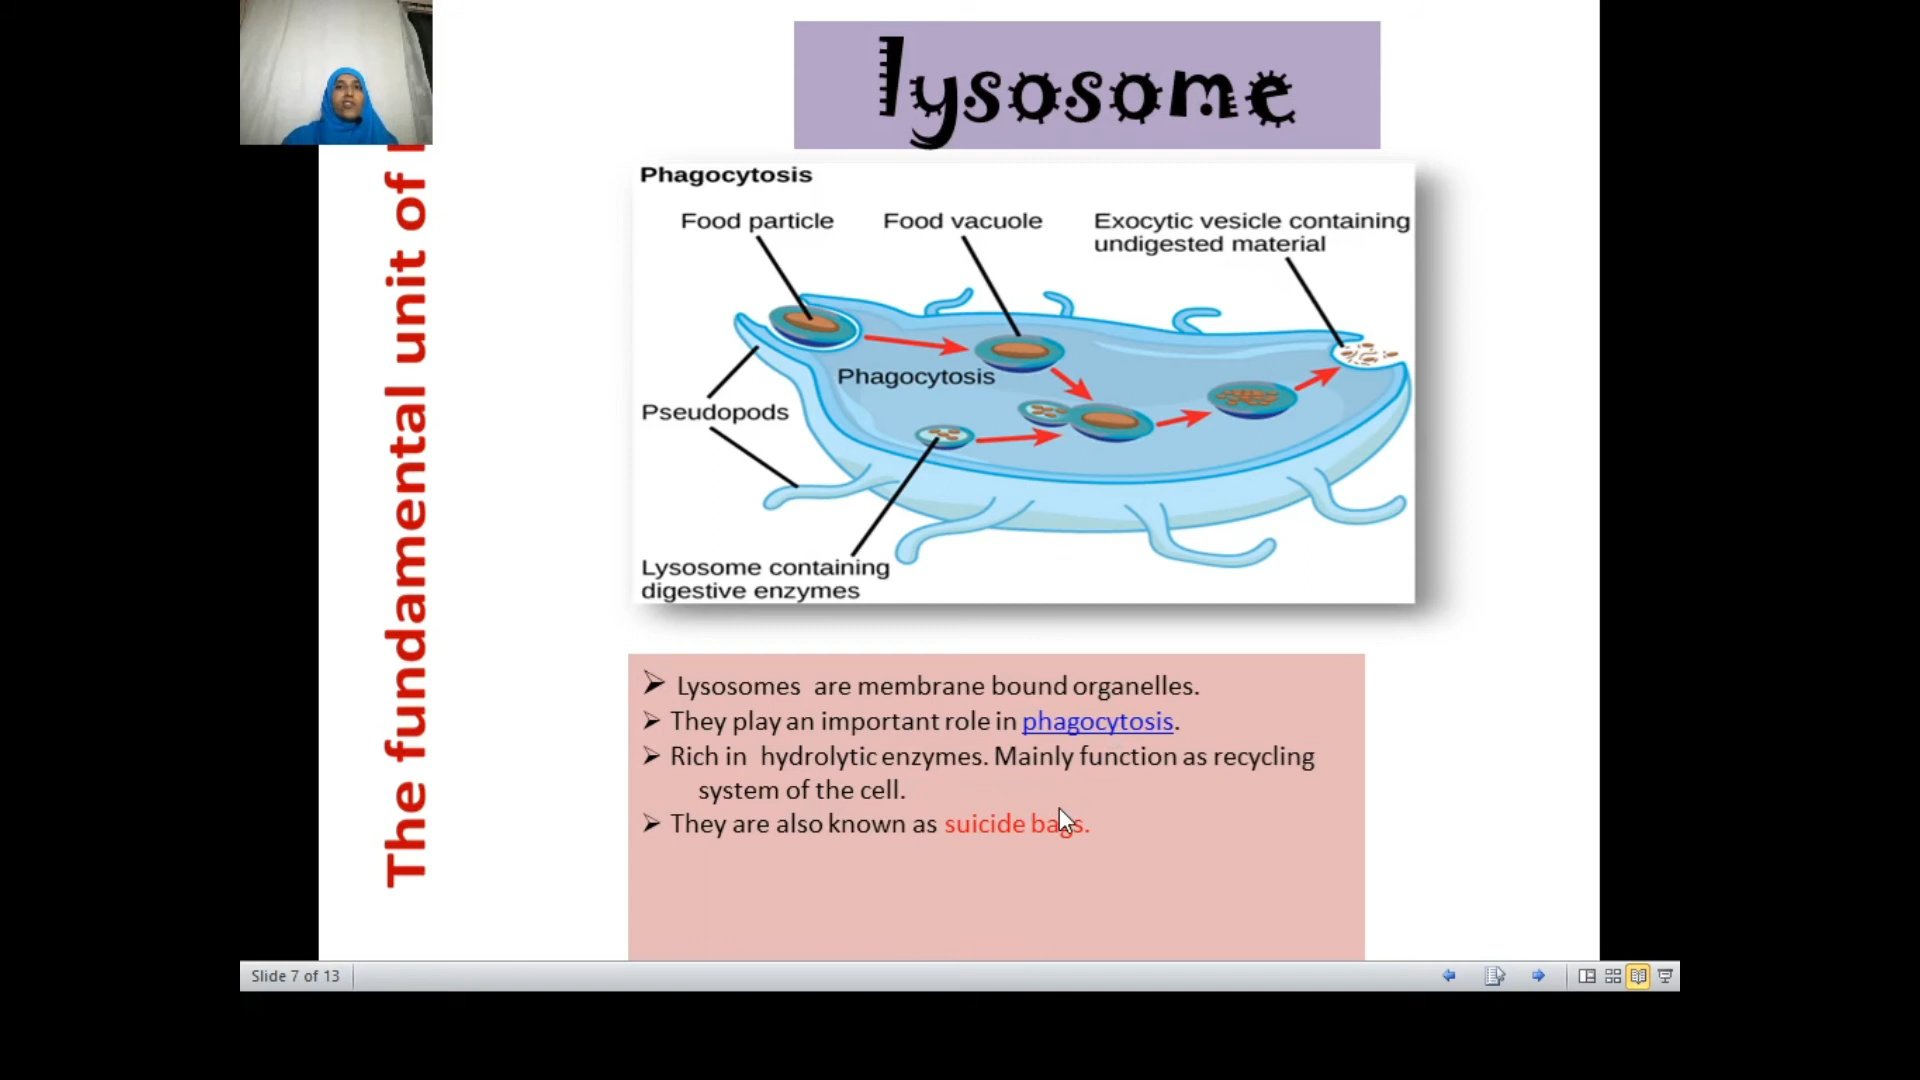 lysosome
Phagocytosis
Food particle
Food vacuole
Exocytic vesicle containing
undigested material
Phagocytosis
Pseudopods
Lysosome containing
digestive enzymes
The fundamental unit of
➢ Lysosomes are membrane bound organelles.
➢ They play an important role in phagocytosis.
➢ Rich in hydrolytic enzymes. Mainly function as recycling
system of the cell.
➢ They are also known as suicide bags.
Slide 7 of 13